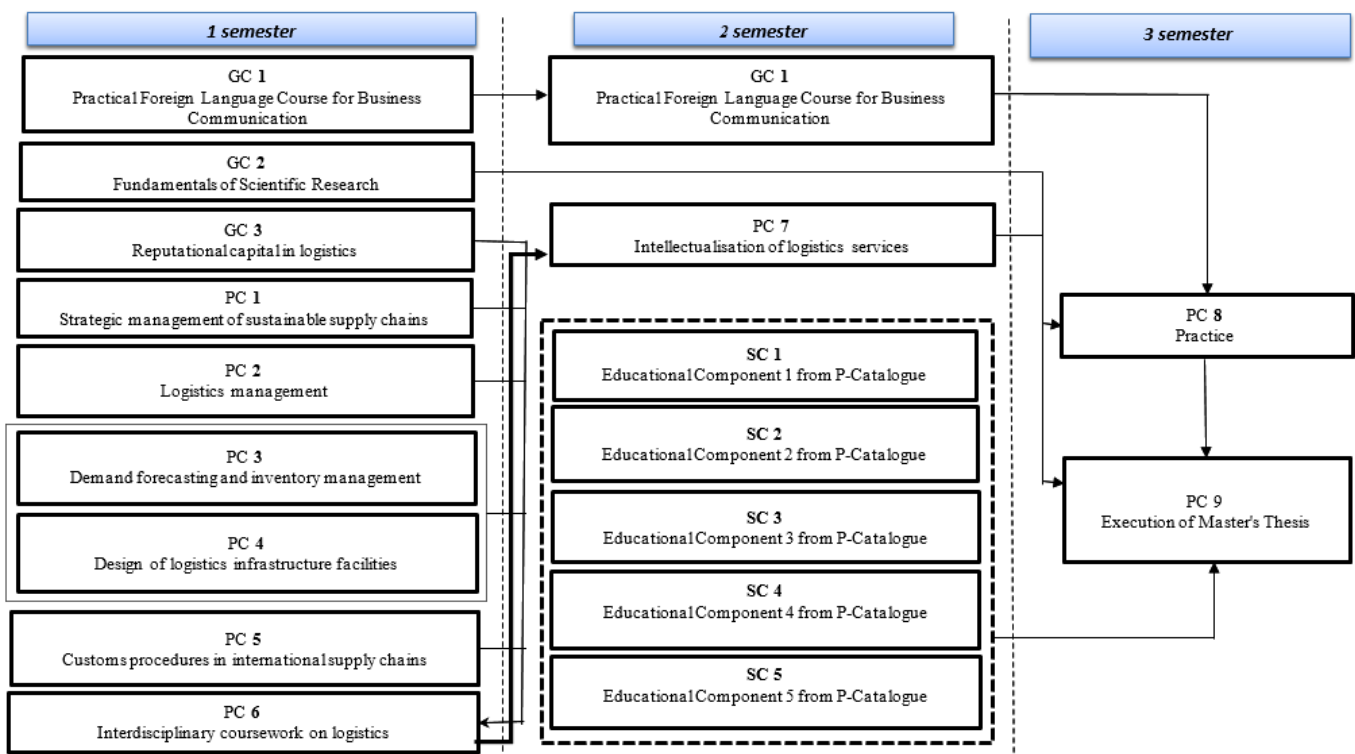 1 semester
GC 1
Practical Foreign Language Course for Business
Communication
GC 2
Fundamentals of Scientific Research
GC 3
Reputational capital in logistics
PC 1
Strategic management of sustainable supply chains
PC 2
Logistics management
PC 3
Demand forecasting and inventory management
PC 4
Design of logistics infrastructure facilities
PC 5
Customs procedures in international supply chains
PC 6
Interdisciplinary coursework on logistics
2 semester
GC 1
Practical Foreign Language Course for Business
Communication
PC 7
Intellectualisation of logistics services
SC 1
Educational Component 1 from P-Catalogue
SC 2
Educational Component 2 from P-Catalogue
SC 3
Educational Component 3 from P-Catalogue
SC 4
Educational Component 4 from P-Catalogue
SC 5
Educational Component 5 from P-Catalogue
3 semester
PC 8
Practice
PC 9
Execution of Master's Thesis